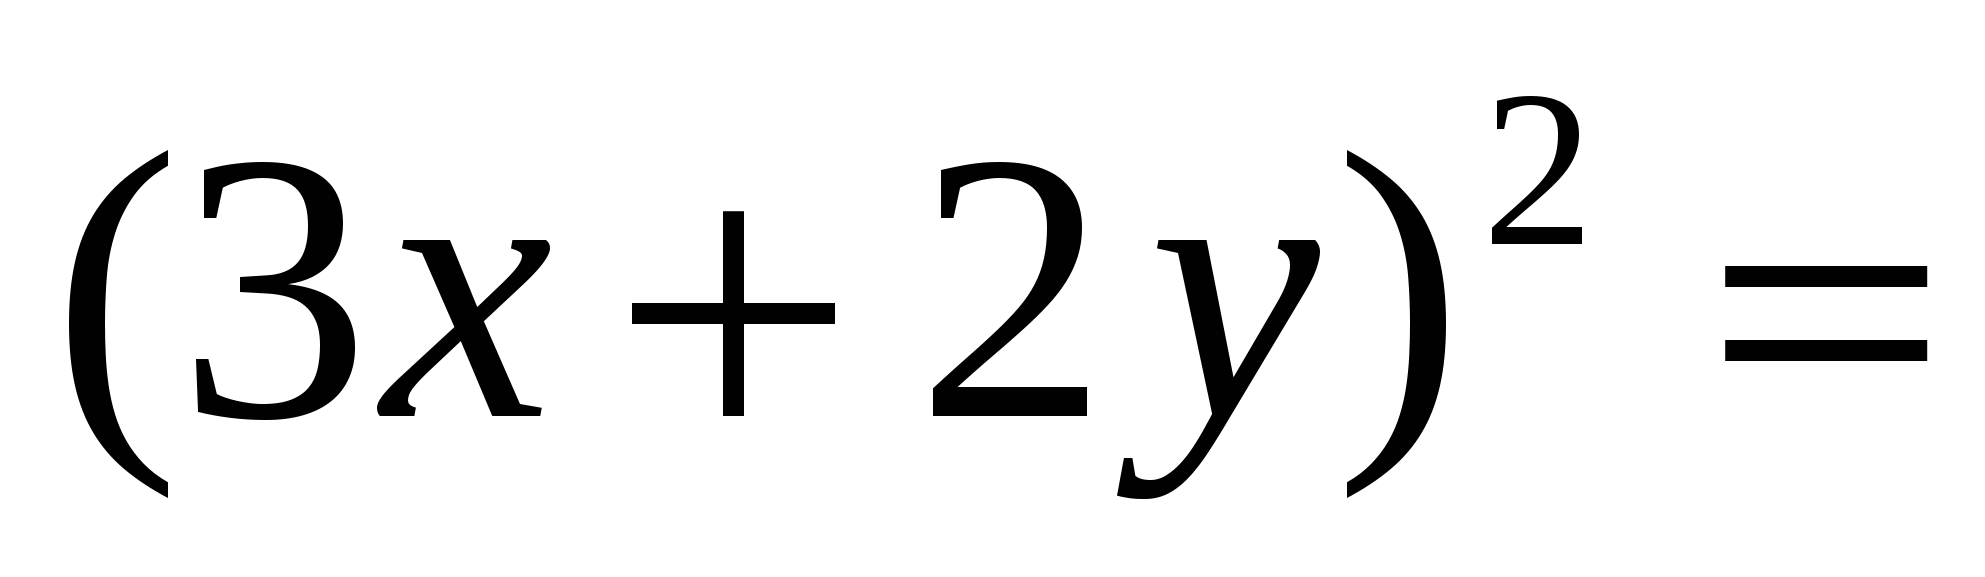 (3x + 2y)² =